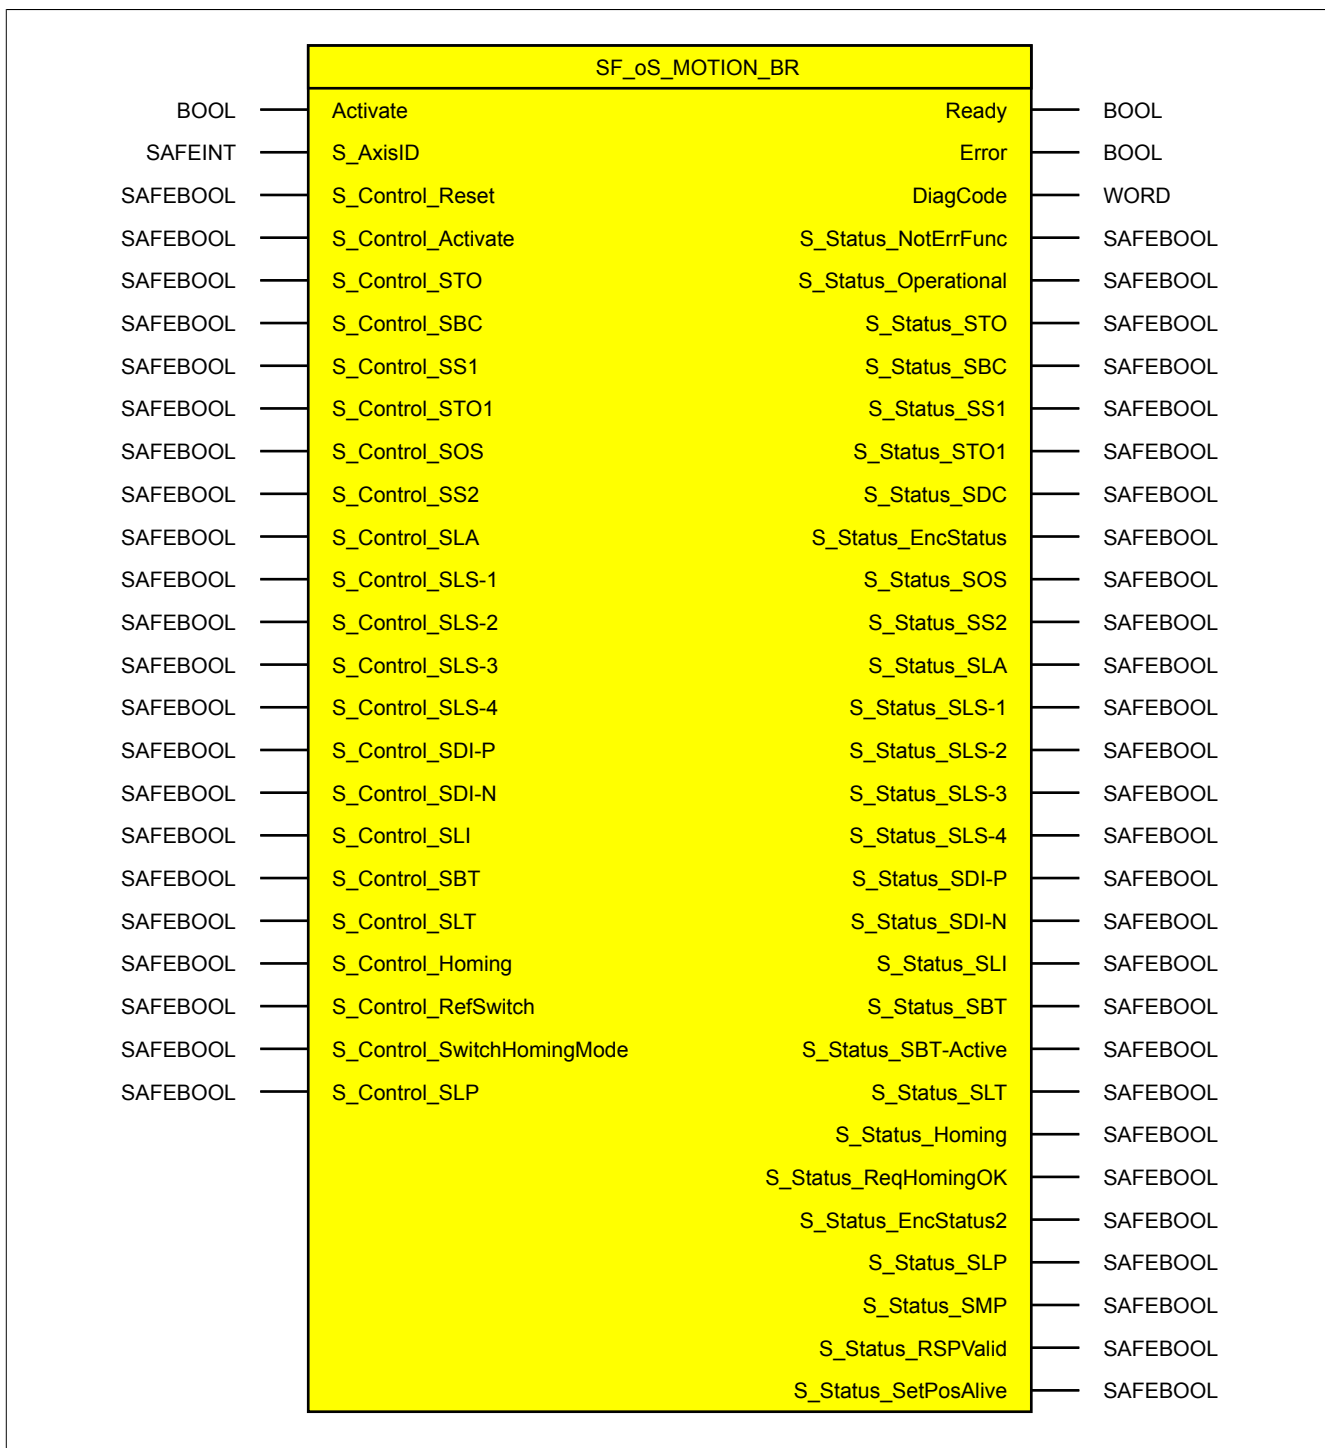 SF_oS_MOTION_BR
BOOL Activate Ready BOOL
SAFEINT S_AxisID Error BOOL
SAFEBOOL S_Control_Reset DiagCode WORD
SAFEBOOL S_Control_Activate S_Status_NotErrFunc SAFEBOOL
SAFEBOOL S_Control_STO S_Status_Operational SAFEBOOL
SAFEBOOL S_Control_SBC S_Status_STO SAFEBOOL
SAFEBOOL S_Control_SS1 S_Status_SBC SAFEBOOL
SAFEBOOL S_Control_STO1 S_Status_SS1 SAFEBOOL
SAFEBOOL S_Control_SOS S_Status_STO1 SAFEBOOL
SAFEBOOL S_Control_SS2 S_Status_SDC SAFEBOOL
SAFEBOOL S_Control_SLA S_Status_EncStatus SAFEBOOL
SAFEBOOL S_Control_SLS-1 S_Status_SOS SAFEBOOL
SAFEBOOL S_Control_SLS-2 S_Status_SS2 SAFEBOOL
SAFEBOOL S_Control_SLS-3 S_Status_SLA SAFEBOOL
SAFEBOOL S_Control_SLS-4 S_Status_SLS-1 SAFEBOOL
SAFEBOOL S_Control_SDI-P S_Status_SLS-2 SAFEBOOL
SAFEBOOL S_Control_SDI-N S_Status_SLS-3 SAFEBOOL
SAFEBOOL S_Control_SLI S_Status_SLS-4 SAFEBOOL
SAFEBOOL S_Control_SBT S_Status_SDI-P SAFEBOOL
SAFEBOOL S_Control_SLT S_Status_SDI-N SAFEBOOL
SAFEBOOL S_Control_Homing S_Status_SLI SAFEBOOL
SAFEBOOL S_Control_RefSwitch S_Status_SBT SAFEBOOL
SAFEBOOL S_Control_SwitchHomingMode S_Status_SBT-Active SAFEBOOL
SAFEBOOL S_Control_SLP S_Status_SLT SAFEBOOL
S_Status_Homing SAFEBOOL
S_Status_ReqHomingOK SAFEBOOL
S_Status_EncStatus2 SAFEBOOL
S_Status_SLP SAFEBOOL
S_Status_SMP SAFEBOOL
S_Status_RSPValid SAFEBOOL
S_Status_SetPosAlive SAFEBOOL